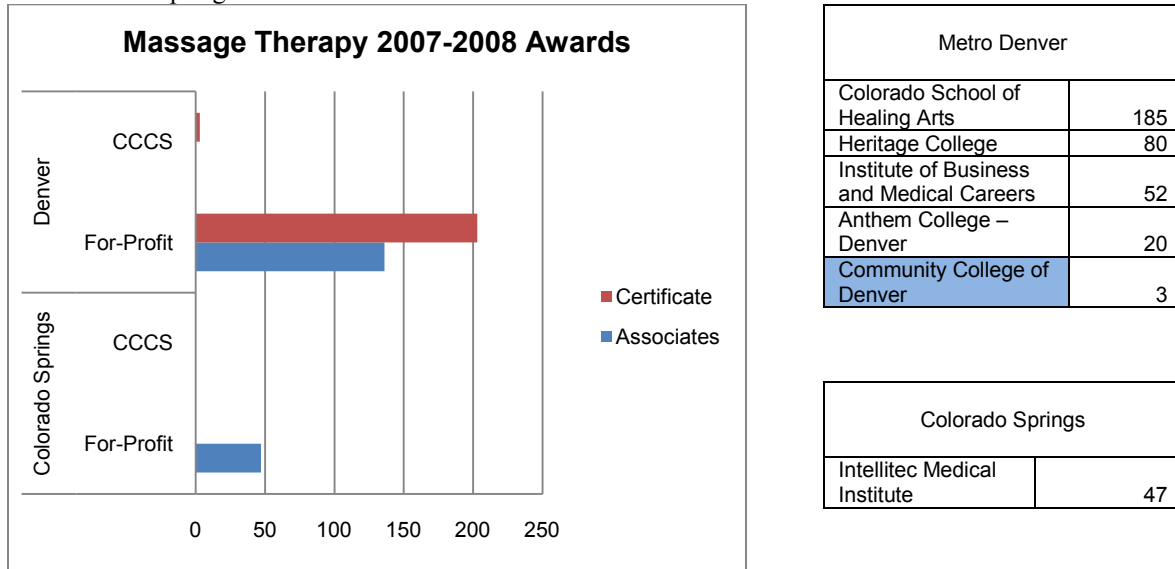 Massage Therapy 2007-2008 Awards
Denver
CCCS
For-Profit
Colorado Springs
CCCS
For-Profit
0 50 100 150 200 250
Certificate
Associates
Metro Denver
Colorado School of
Healing Arts 185
Heritage College 80
Institute of Business
and Medical Careers 52
Anthem College –
Denver 20
Community College of
Denver 3
Colorado Springs
Intellitec Medical
Institute 47